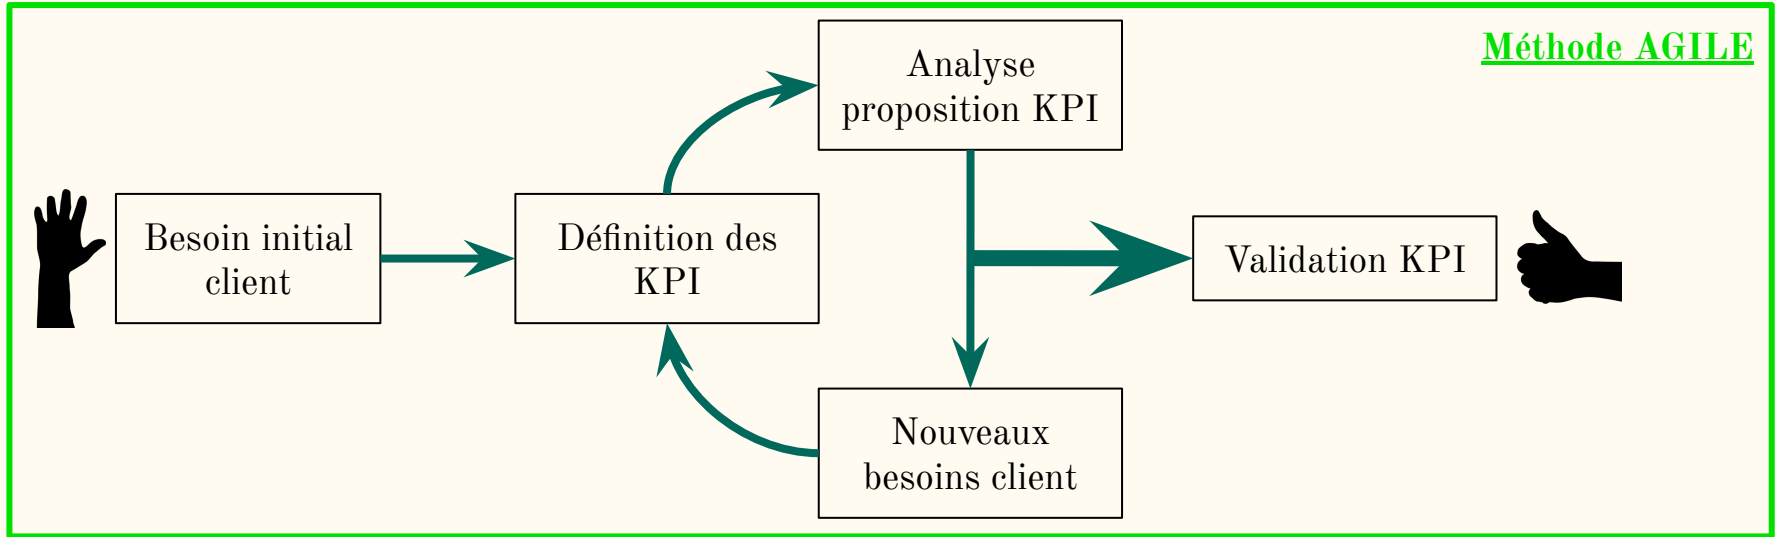 Méthode AGILE
Analyse
proposition KPI
Besoin initial
client
Définition des
KPI
Validation KPI
Nouveaux
besoins client